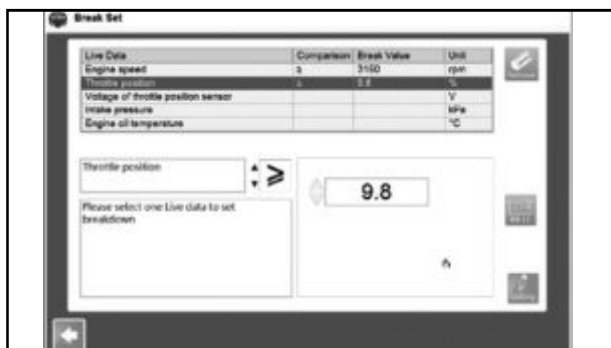 Break Set
Live Data Comparison Break Value Unit
Engine speed ≥ 3150 rpm
Throttle position ≥ 9.8 %
Voltage of throttle position sensor V
Intake pressure kPa
Engine oil temperature °C
Throttle position ≥ 9.8
Please select one Live data to set
breakdown